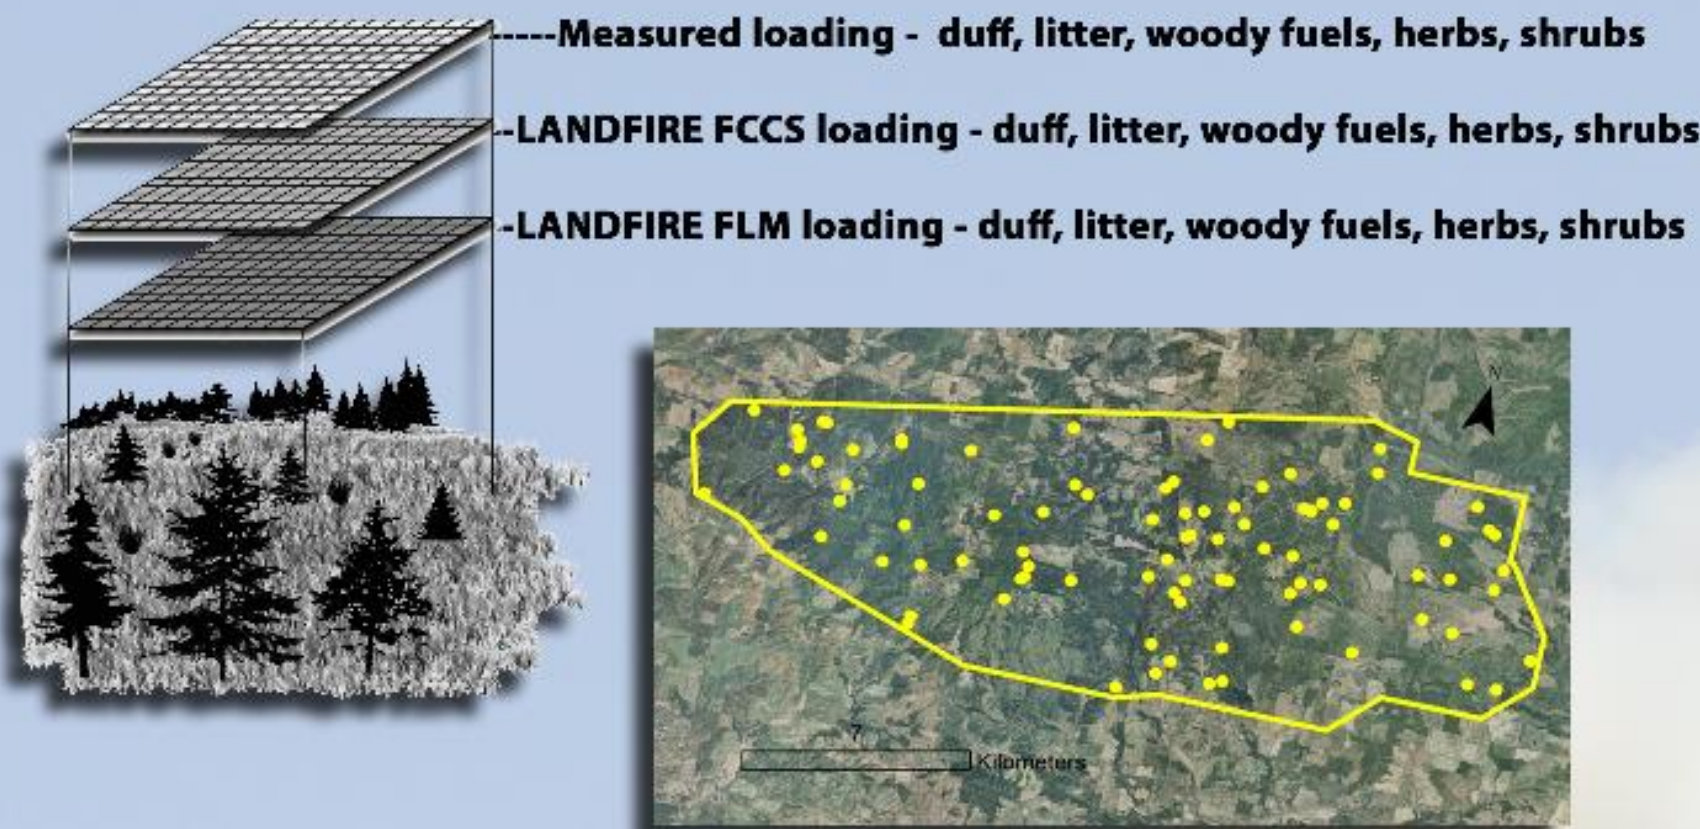 -----Measured loading - duff, litter, woody fuels, herbs, shrubs
--LANDFIRE FCCS loading - duff, litter, woody fuels, herbs, shrubs
-LANDFIRE FLM loading - duff, litter, woody fuels, herbs, shrubs
N
7
Kilometers